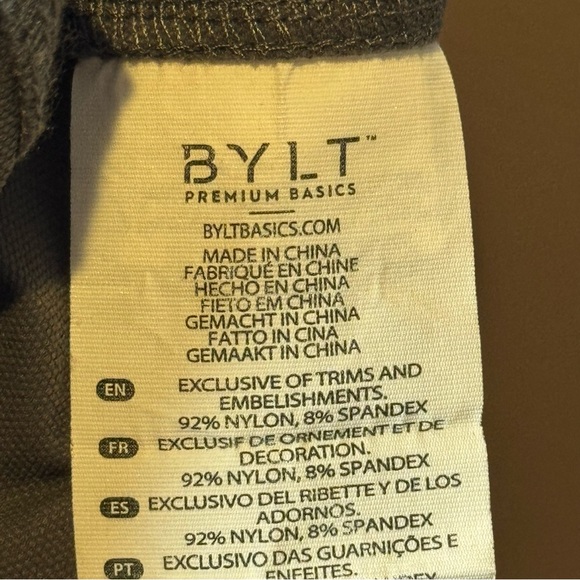 BYLT™
PREMIUM BASICS
BYLTBASICS.COM
MADE IN CHINA
FABRIQUÉ EN CHINE
HECHO EN CHINA
FIETO EM CHINA
GEMACHT IN CHINA
FATTO IN CINA
GEMAAKT IN CHINA
EN EXCLUSIVE OF TRIMS AND
EMBELISHMENTS.
92% NYLON, 8% SPANDEX
FR EXCLUSIF DE ORNEMENT ET DE
DECORATION.
92% NYLON, 8% SPANDEX
ES EXCLUSIVO DEL RIBETTE Y DE LOS
ADORNOS.
92% NYLON, 8% SPANDEX
PT EXCLUSIVO DAS GUARNIÇÕES E
ENFEITES.